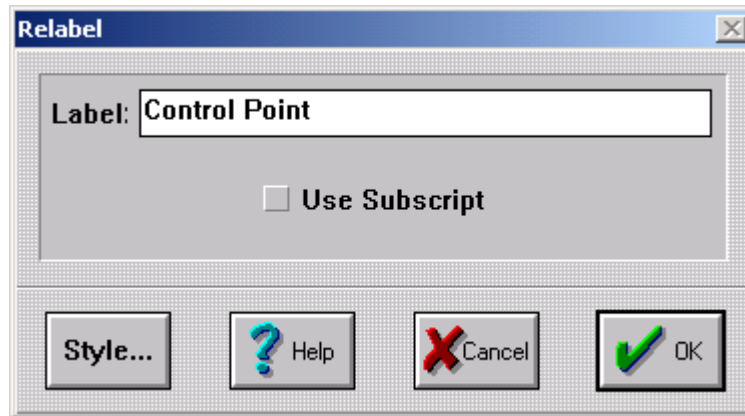 Relabel
Label: Control Point
Use Subscript
Style... Help Cancel OK